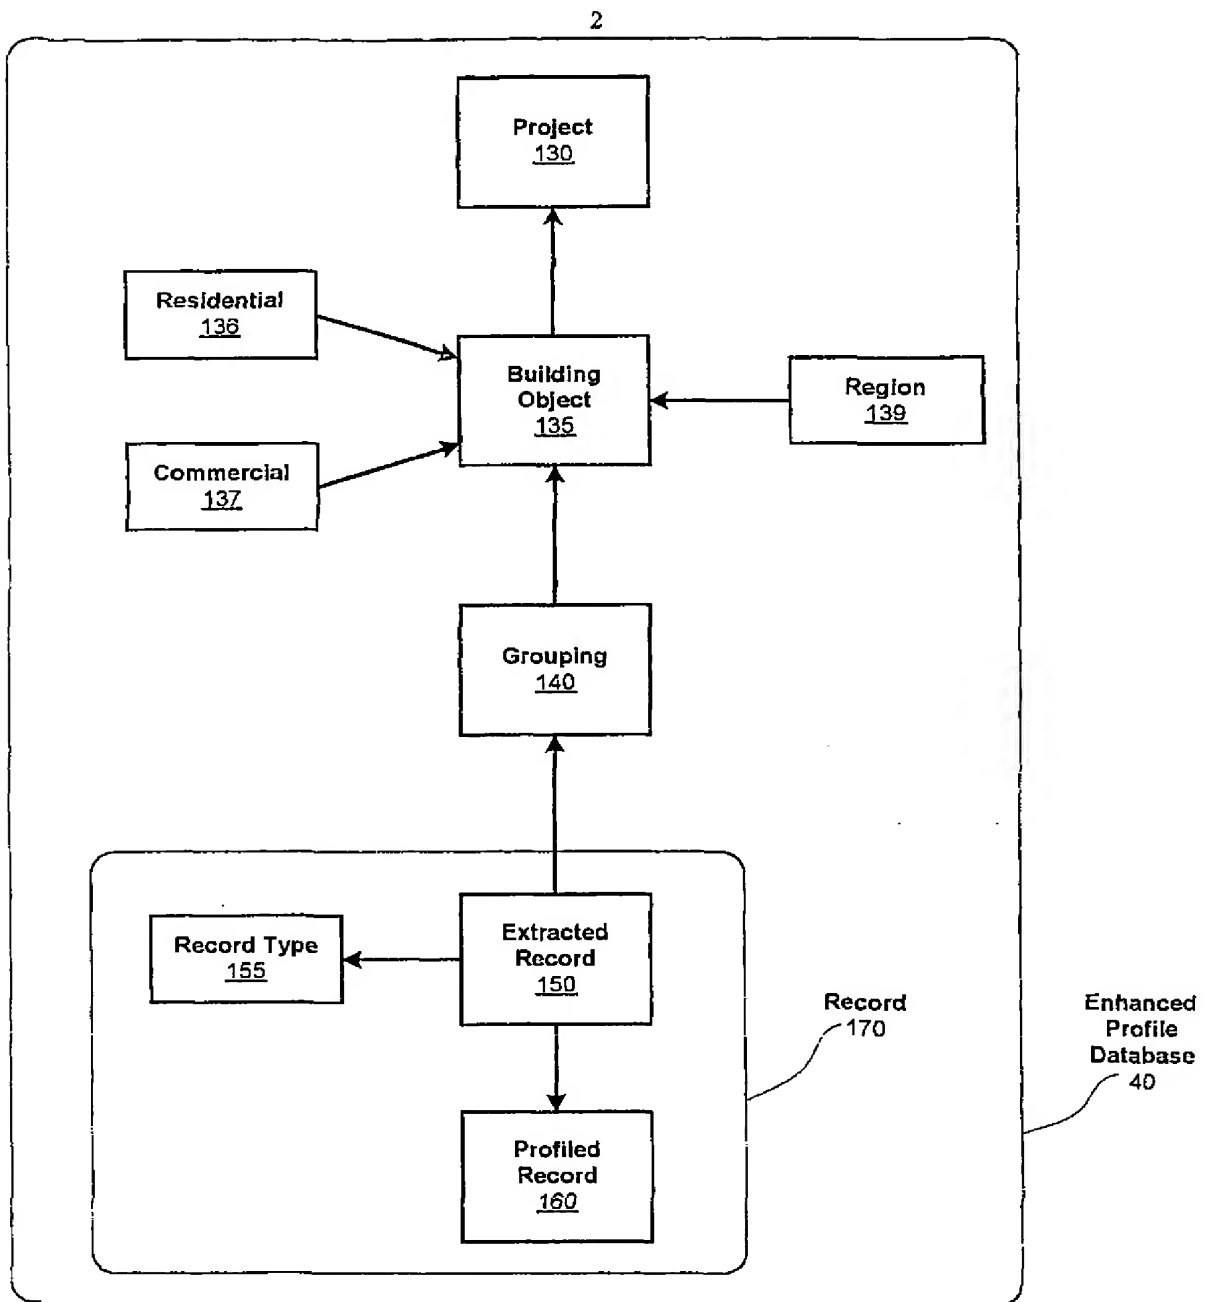 2
Project
130
Residential
136
Building
Object
135
Region
139
Commercial
137
Grouping
140
Record Type
155
Extracted
Record
150
Record
170
Enhanced
Profile
Database
40
Profiled
Record
160